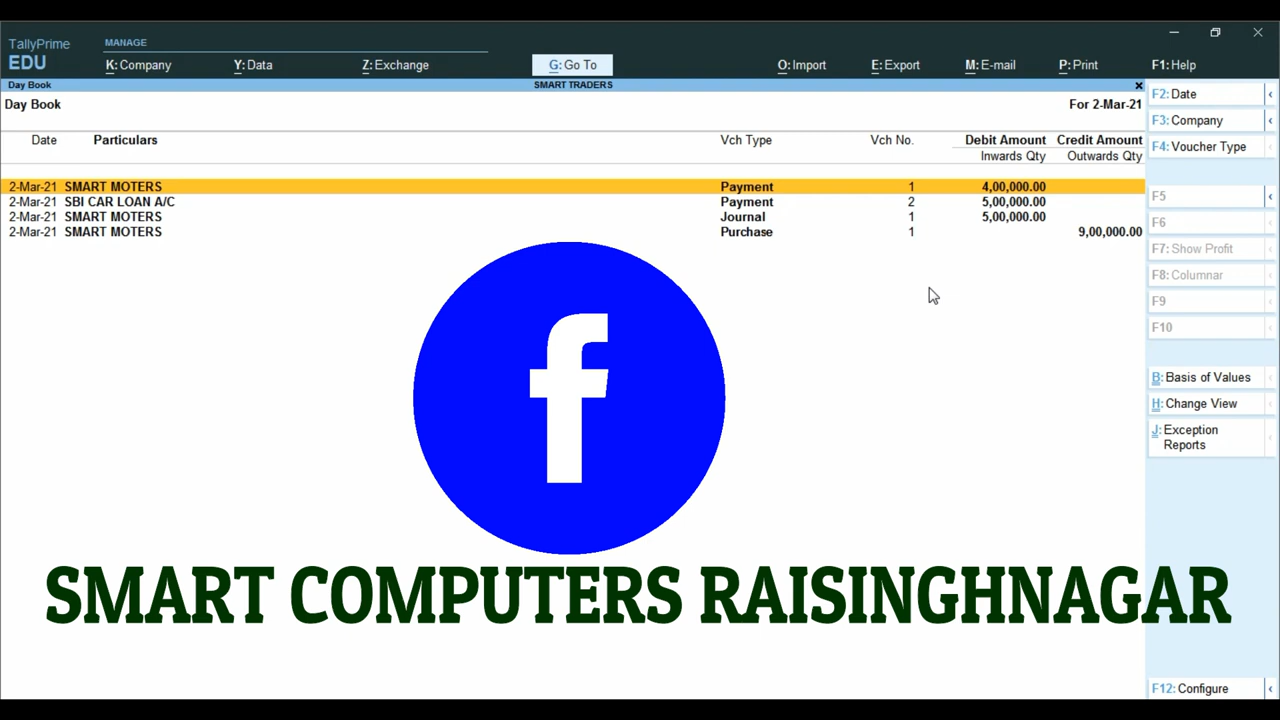 TallyPrime
EDU
MANAGE
K: Company Y: Data Z: Exchange G: Go To O: Import E: Export M: E-mail P: Print F1: Help
Day Book SMART TRADERS
Day Book For 2-Mar-21
Date Particulars Vch Type Vch No. Debit Amount Credit Amount
Inwards Qty Outwards Qty
2-Mar-21 SMART MOTERS Payment 1 4,00,000.00
2-Mar-21 SBI CAR LOAN A/C Payment 2 5,00,000.00
2-Mar-21 SMART MOTERS Journal 1 5,00,000.00
2-Mar-21 SMART MOTERS Purchase 1 9,00,000.00
F2: Date
F3: Company
F4: Voucher Type
F5
F6
F7: Show Profit
F8: Columnar
F9
F10
B: Basis of Values
H: Change View
J: Exception
Reports
F12: Configure
f
SMART COMPUTERS RAISINGHNAGAR